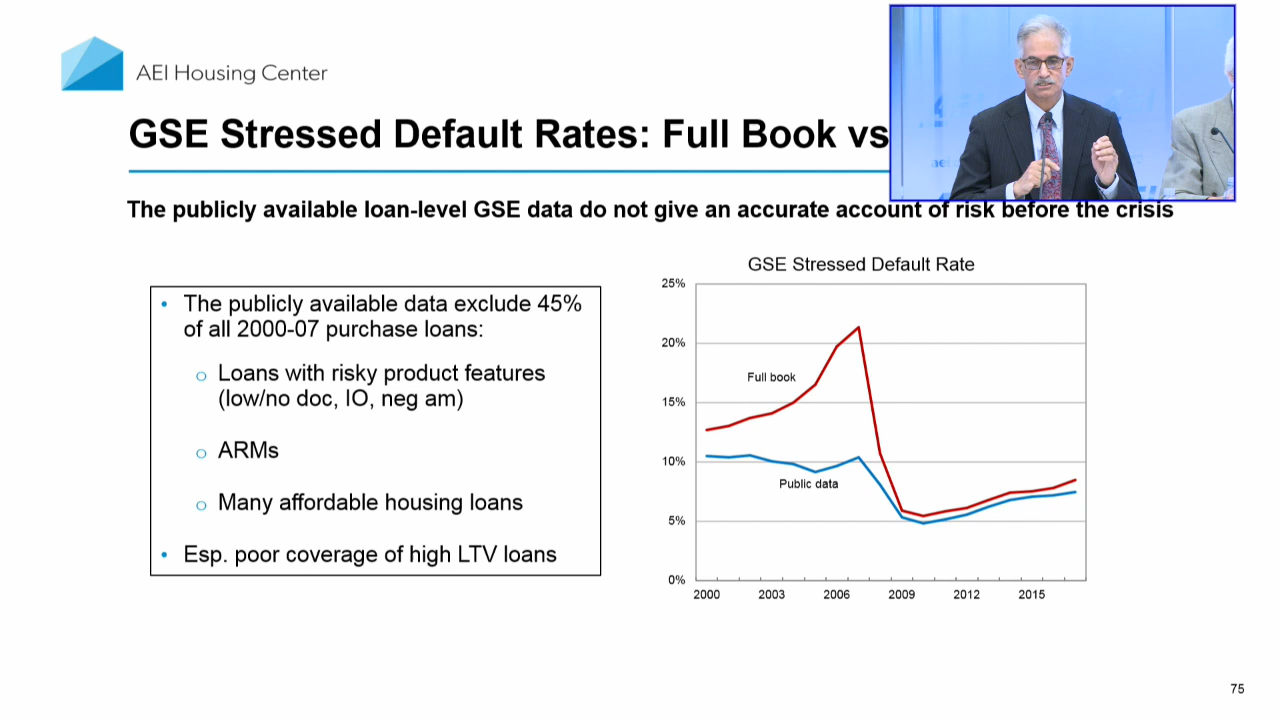 AEI Housing Center
GSE Stressed Default Rates: Full Book vs
The publicly available loan-level GSE data do not give an accurate account of risk before the crisis
• The publicly available data exclude 45%
of all 2000-07 purchase loans:
o Loans with risky product features
(low/no doc, IO, neg am)
o ARMs
o Many affordable housing loans
• Esp. poor coverage of high LTV loans
GSE Stressed Default Rate
25%
20%
Full book
15%
10%
Public data
5%
0%
2000 2003 2006 2009 2012 2015
75